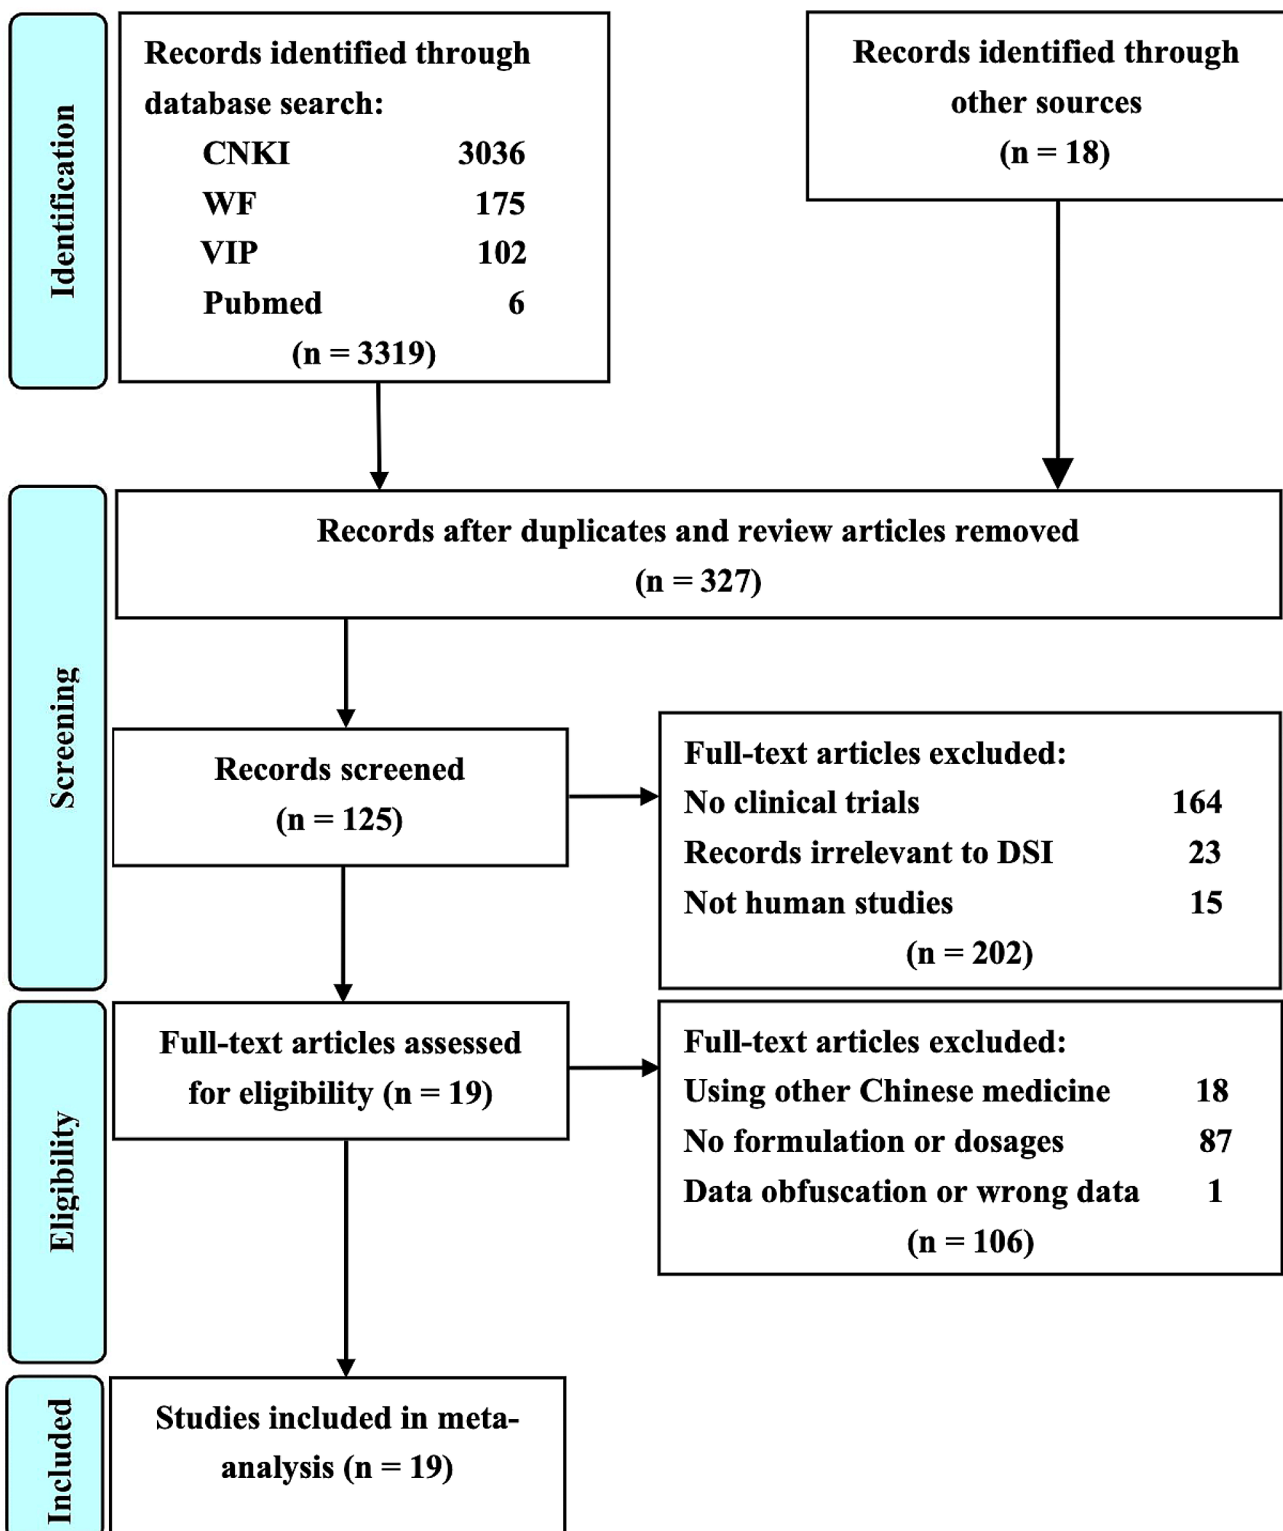 Identification
Records identified through
database search:
CNKI 3036
WF 175
VIP 102
Pubmed 6
(n = 3319)
Records identified through
other sources
(n = 18)
Screening
Records after duplicates and review articles removed
(n = 327)
Records screened
(n = 125)
Full-text articles excluded:
No clinical trials 164
Records irrelevant to DSI 23
Not human studies 15
(n = 202)
Eligibility
Full-text articles assessed
for eligibility (n = 19)
Full-text articles excluded:
Using other Chinese medicine 18
No formulation or dosages 87
Data obfuscation or wrong data 1
(n = 106)
Included
Studies included in meta-
analysis (n = 19)